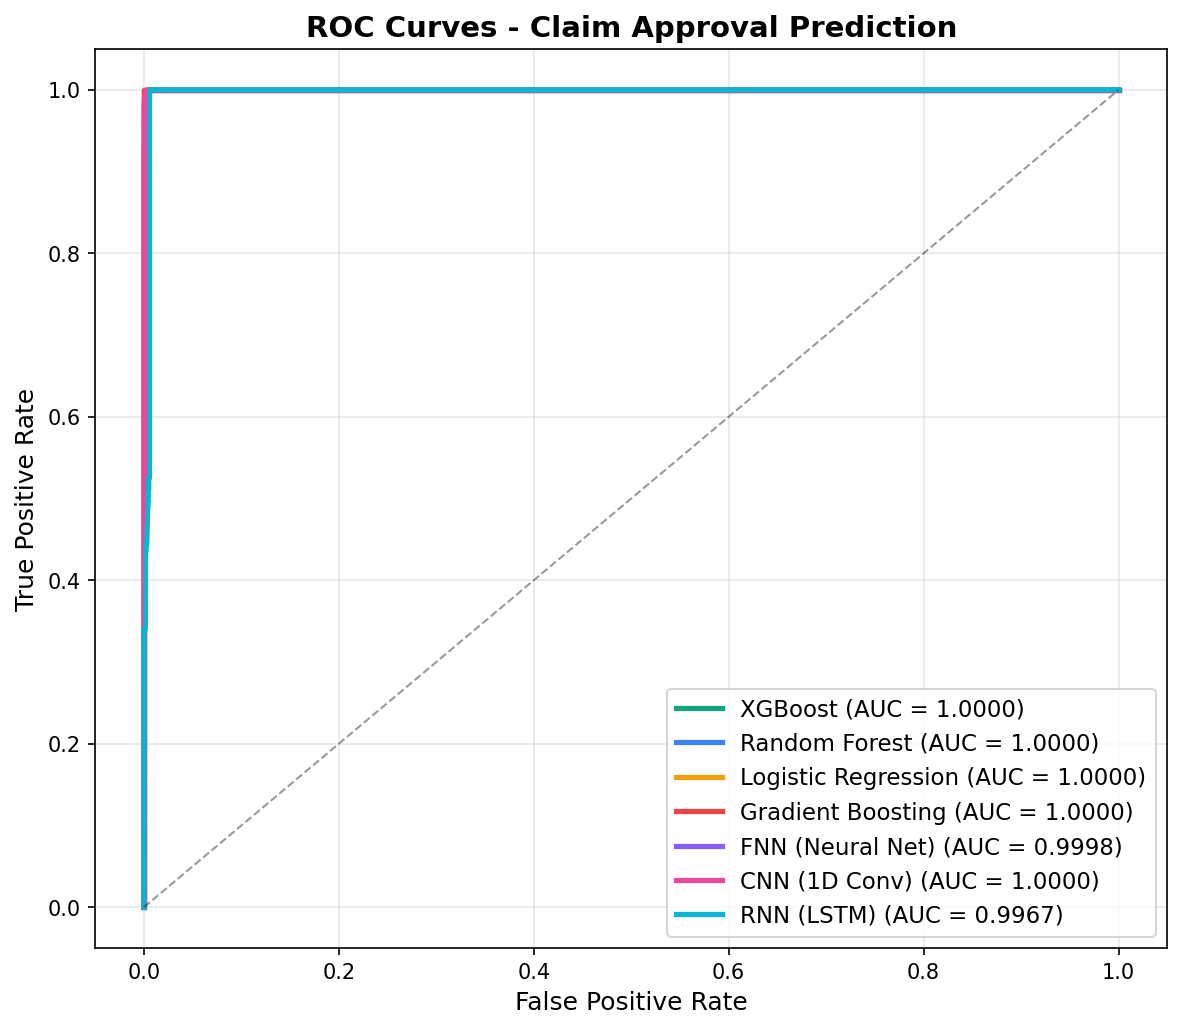 ROC Curves - Claim Approval Prediction
True Positive Rate
1.0
0.8
0.6
0.4
0.2
0.0
XGBoost (AUC = 1.0000)
Random Forest (AUC = 1.0000)
Logistic Regression (AUC = 1.0000)
Gradient Boosting (AUC = 1.0000)
FNN (Neural Net) (AUC = 0.9998)
CNN (1D Conv) (AUC = 1.0000)
RNN (LSTM) (AUC = 0.9967)
0.0 0.2 0.4 0.6 0.8 1.0
False Positive Rate